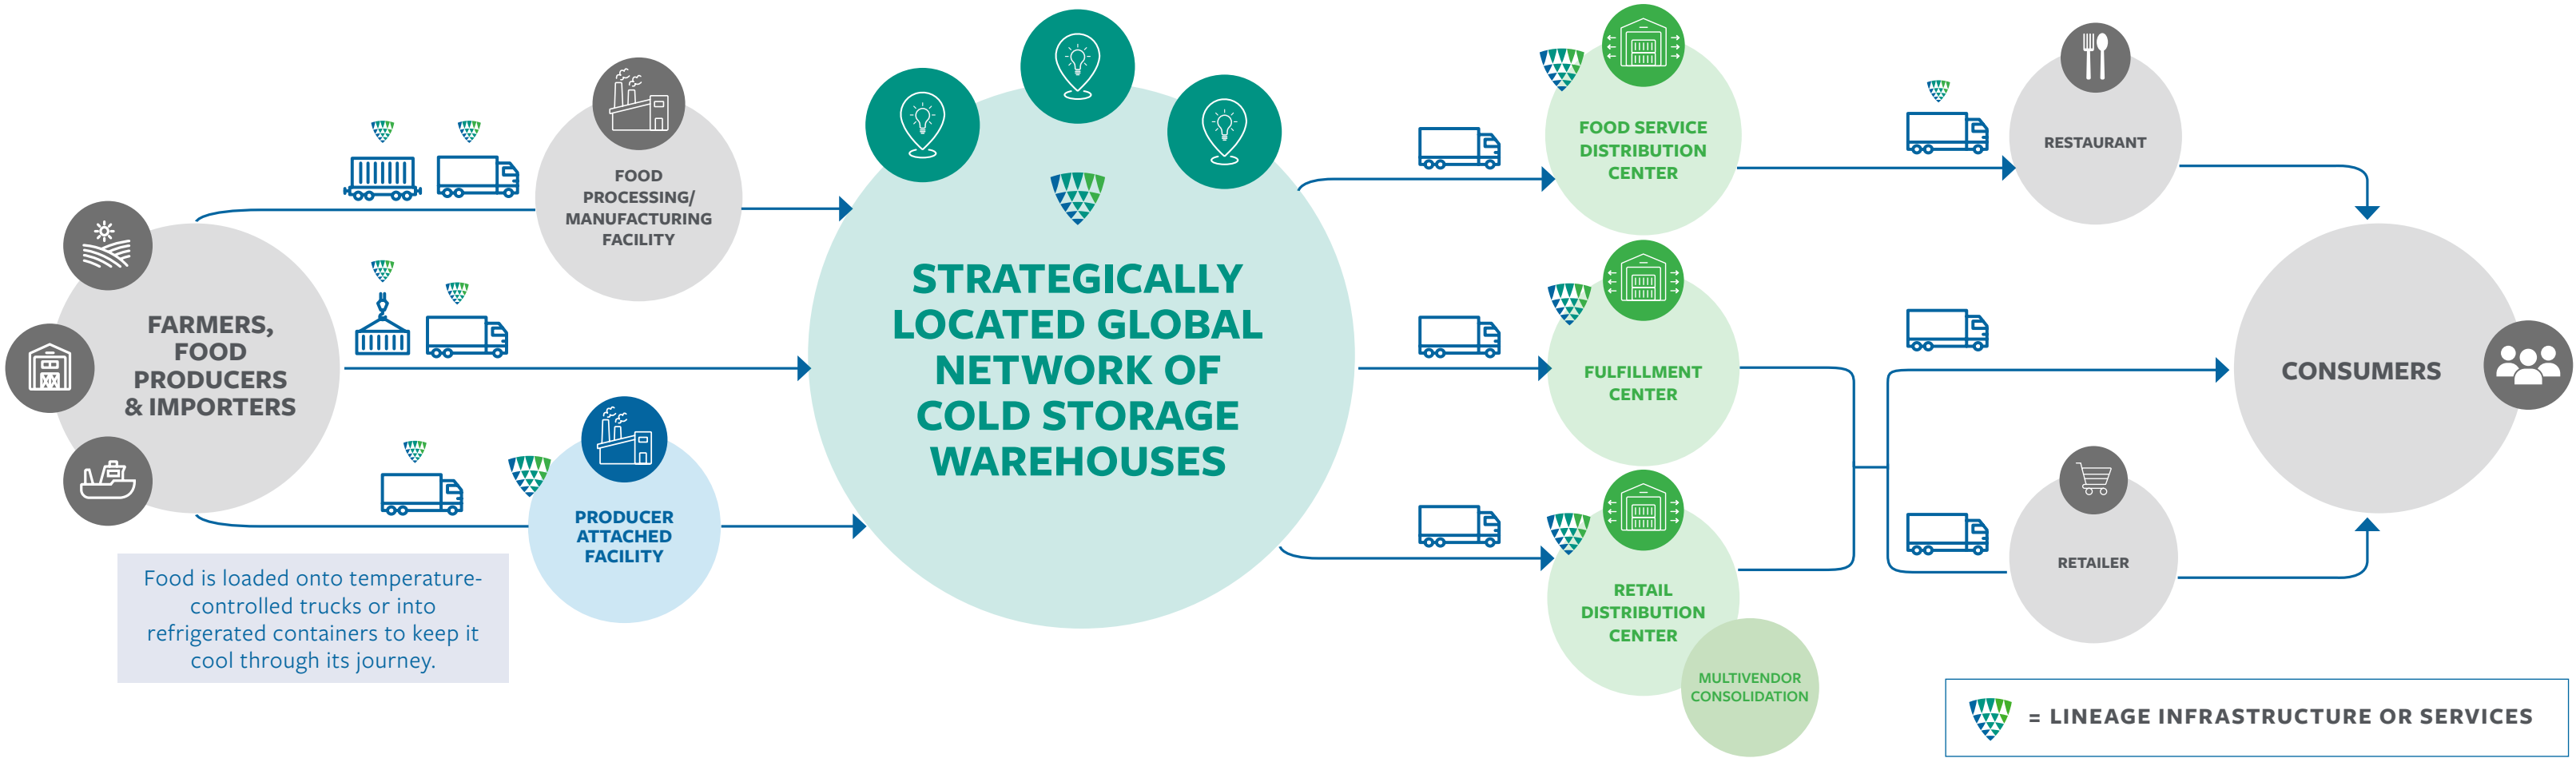 FARMERS,
FOOD
PRODUCERS
& IMPORTERS
FOOD
PROCESSING/
MANUFACTURING
FACILITY
PRODUCER
ATTACHED
FACILITY
Food is loaded onto temperature-
controlled trucks or into
refrigerated containers to keep it
cool through its journey.
STRATEGICALLY
LOCATED GLOBAL
NETWORK OF
COLD STORAGE
WAREHOUSES
FOOD SERVICE
DISTRIBUTION
CENTER
FULFILLMENT
CENTER
RETAIL
DISTRIBUTION
CENTER
MULTIVENDOR
CONSOLIDATION
RESTAURANT
RETAILER
CONSUMERS
= LINEAGE INFRASTRUCTURE OR SERVICES